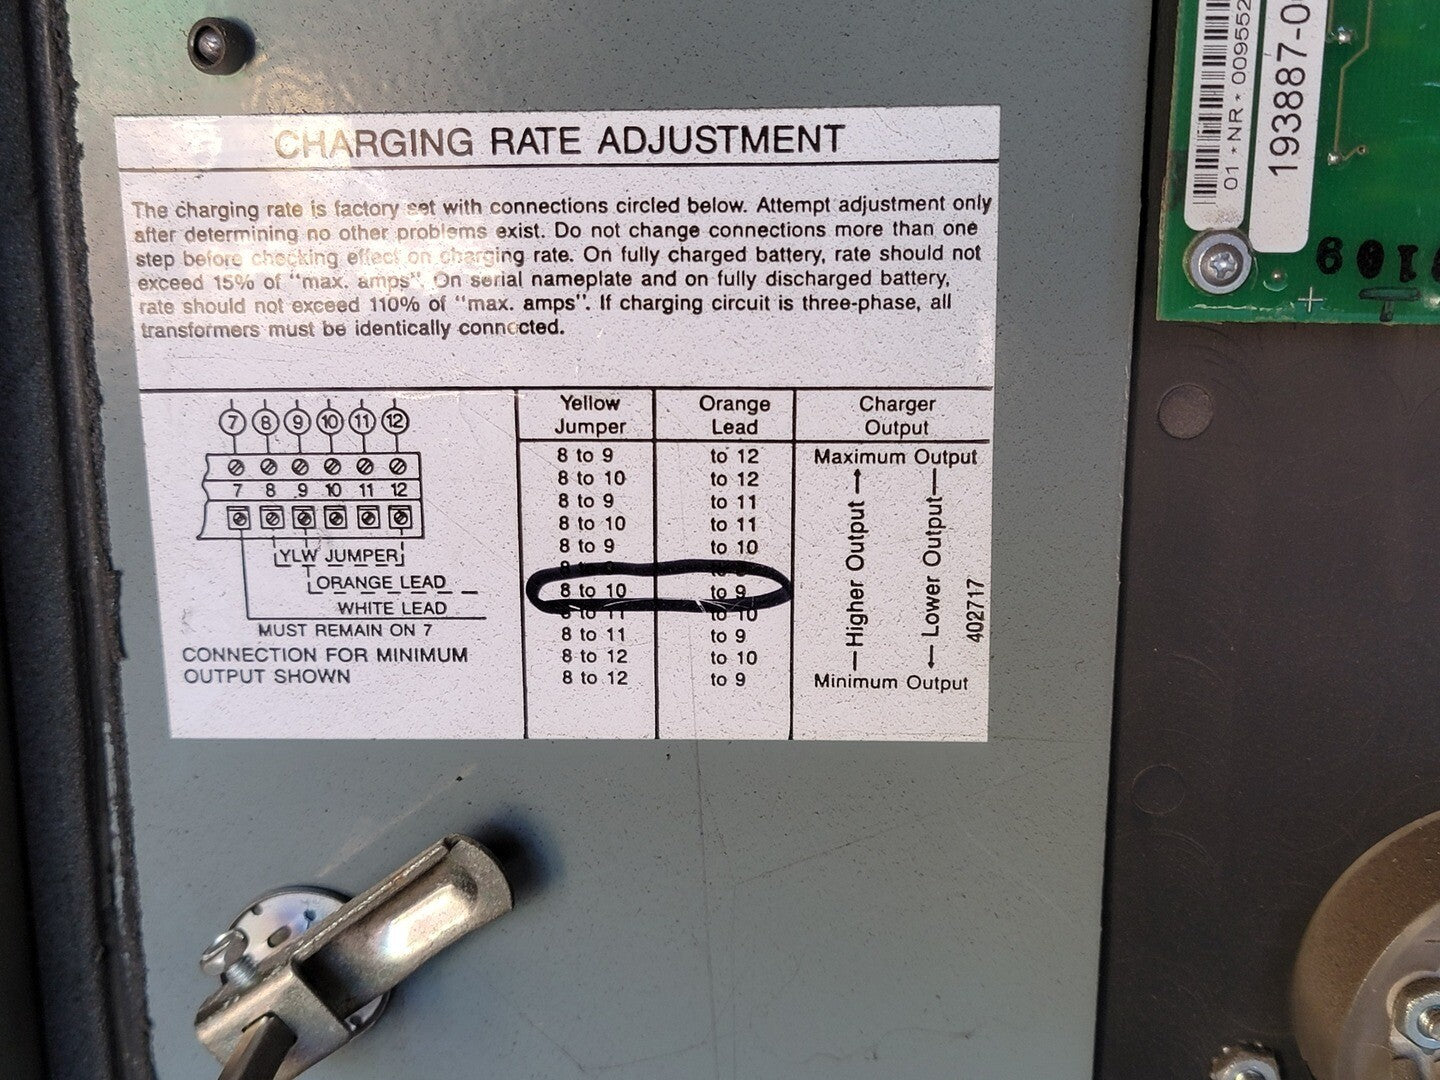 CHARGING RATE ADJUSTMENT
The charging rate is factory set with connections circled below. Attempt adjustment only
after determining no other problems exist. Do not change connections more than one
step before checking effect on charging rate. On fully charged battery, rate should not
exceed 15% of "max. amps". On serial nameplate and on fully discharged battery,
rate should not exceed 110% of "max. amps". If charging circuit is three-phase, all
transformers must be identically connected.
7 8 9 10 11 12
7 8 9 10 11 12
YLW JUMPER
ORANGE LEAD
WHITE LEAD
MUST REMAIN ON 7
CONNECTION FOR MINIMUM
OUTPUT SHOWN
Yellow
Jumper
Orange
Lead
Charger
Output
8 to 9 to 12
8 to 10 to 12
8 to 9 to 11
8 to 10 to 11
8 to 9 to 10
8 to 10 to 9
8 to 11 to 10
8 to 11 to 9
8 to 12 to 10
8 to 12 to 9
Maximum Output
Higher Output
Lower Output
Minimum Output
402717
01 *NR* 009552
193887-0